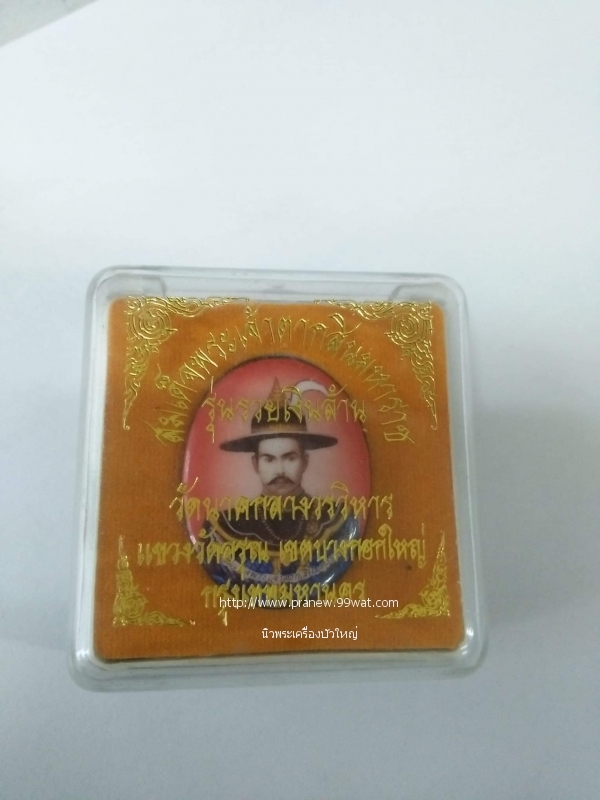 สมเด็จพระเจ้าตากสินมหาราช
รุ่นรวยเงินล้าน
วัดนาคกลางวรวิหาร
แขวงวัดอรุณ เขตบางกอกใหญ่
กรุงเทพมหานคร
http://www.pranew.99wat.com
นิวพระเครื่องบัวใหญ่